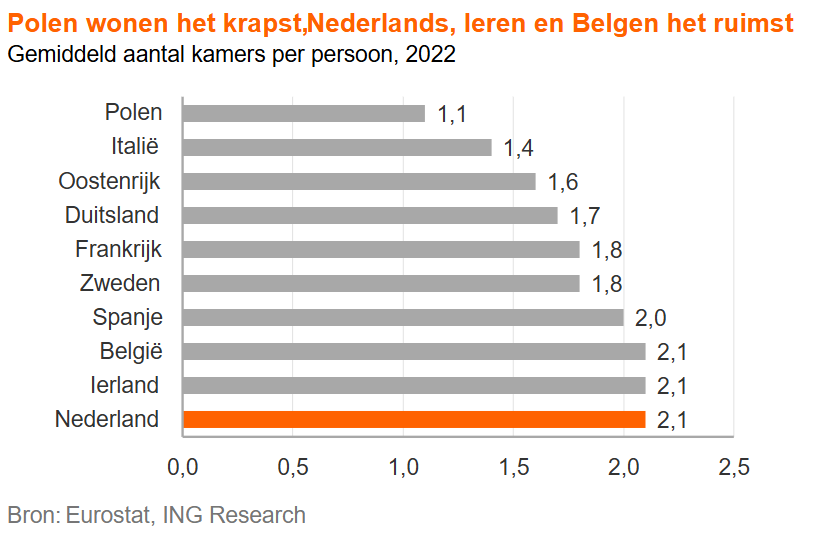 Polen wonen het krapst,Nederlands, Ieren en Belgen het ruimst
Gemiddeld aantal kamers per persoon, 2022
Polen 1,1
Italië 1,4
Oostenrijk 1,6
Duitsland 1,7
Frankrijk 1,8
Zweden 1,8
Spanje 2,0
België 2,1
Ierland 2,1
Nederland 2,1
0,0 0,5 1,0 1,5 2,0 2,5
Bron: Eurostat, ING Research